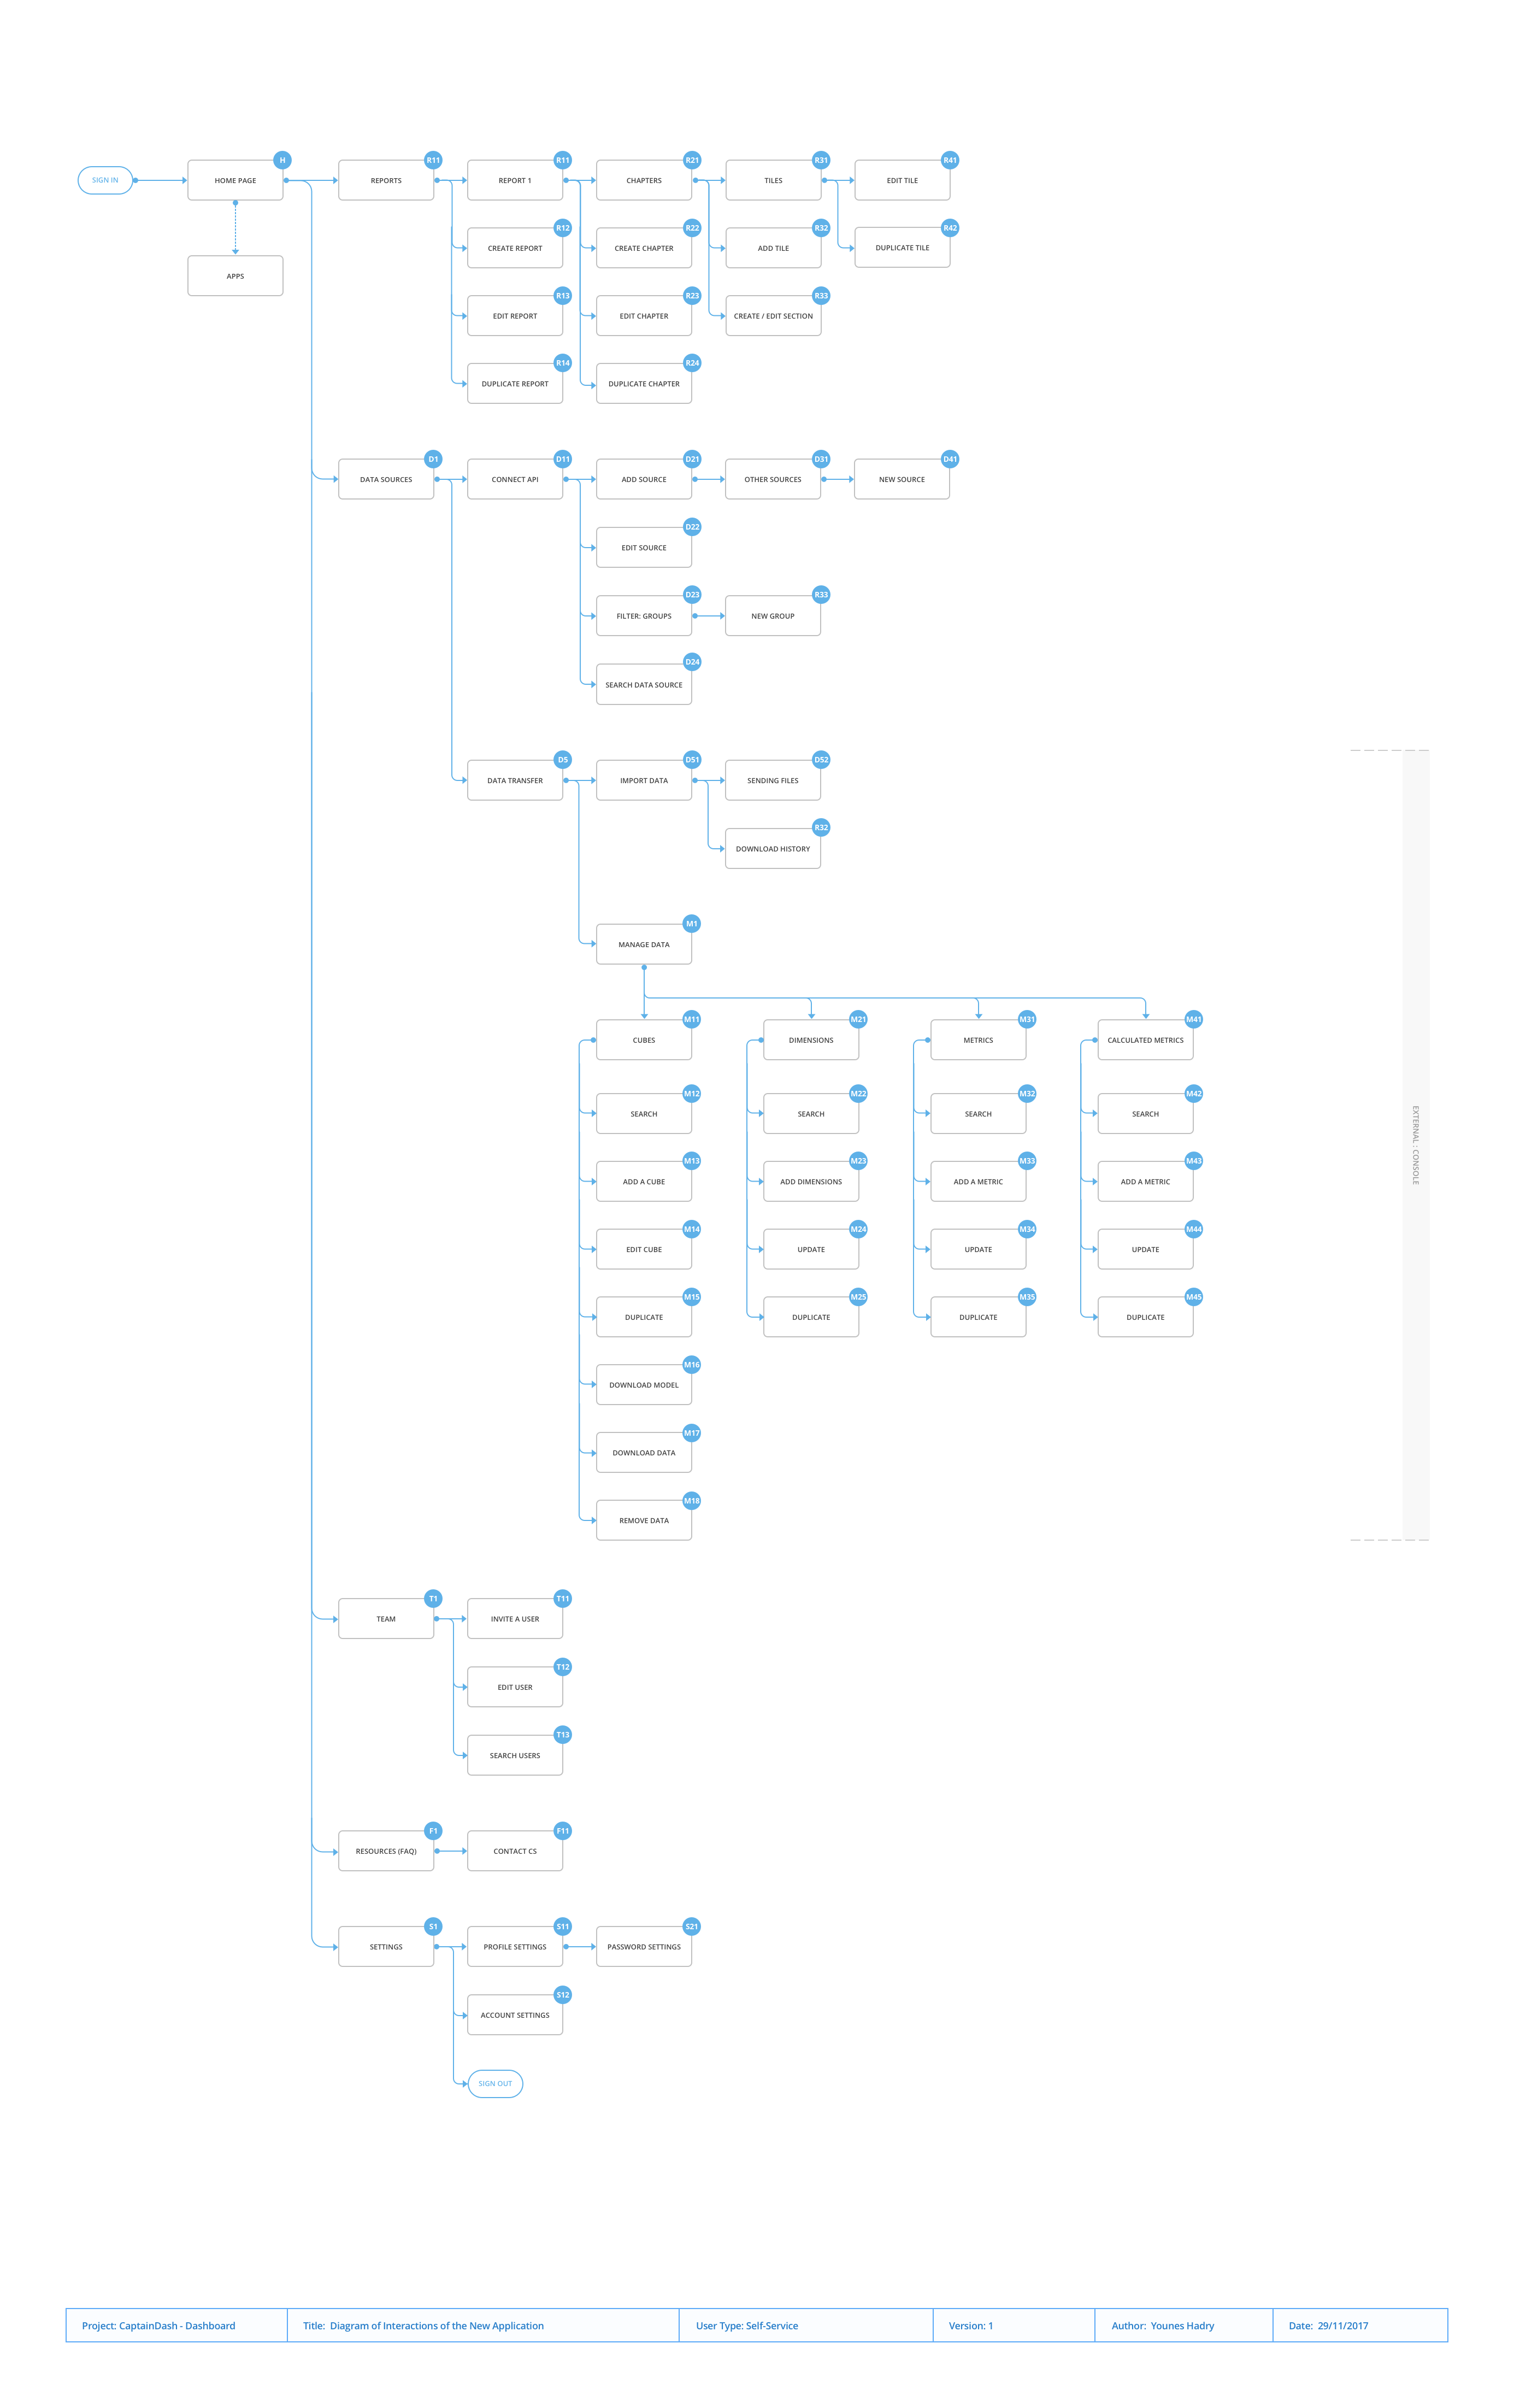 SIGN IN
H
HOME PAGE
APPS
R11
REPORTS
R11
REPORT 1
R21
CHAPTERS
R31
TILES
R41
EDIT TILE
R12
CREATE REPORT
R22
CREATE CHAPTER
R32
ADD TILE
R42
DUPLICATE TILE
R13
EDIT REPORT
R23
EDIT CHAPTER
R33
CREATE / EDIT SECTION
R14
DUPLICATE REPORT
R24
DUPLICATE CHAPTER
D1
DATA SOURCES
D11
CONNECT API
D21
ADD SOURCE
D31
OTHER SOURCES
D41
NEW SOURCE
D22
EDIT SOURCE
D23
FILTER: GROUPS
R33
NEW GROUP
D24
SEARCH DATA SOURCE
D5
DATA TRANSFER
D51
IMPORT DATA
D52
SENDING FILES
R32
DOWNLOAD HISTORY
M1
MANAGE DATA
M11
CUBES
M21
DIMENSIONS
M31
METRICS
M41
CALCULATED METRICS
M12
SEARCH
M22
SEARCH
M32
SEARCH
M42
SEARCH
M13
ADD A CUBE
M23
ADD DIMENSIONS
M33
ADD A METRIC
M43
ADD A METRIC
M14
EDIT CUBE
M24
UPDATE
M34
UPDATE
M44
UPDATE
M15
DUPLICATE
M25
DUPLICATE
M35
DUPLICATE
M45
DUPLICATE
M16
DOWNLOAD MODEL
M17
DOWNLOAD DATA
M18
REMOVE DATA
EXTERNAL : CONSOLE
T1
TEAM
T11
INVITE A USER
T12
EDIT USER
T13
SEARCH USERS
F1
RESOURCES (FAQ)
F11
CONTACT CS
S1
SETTINGS
S11
PROFILE SETTINGS
S21
PASSWORD SETTINGS
S12
ACCOUNT SETTINGS
SIGN OUT
Project: CaptainDash - Dashboard
Title: Diagram of Interactions of the New Application
User Type: Self-Service
Version: 1
Author: Younes Hadry
Date: 29/11/2017